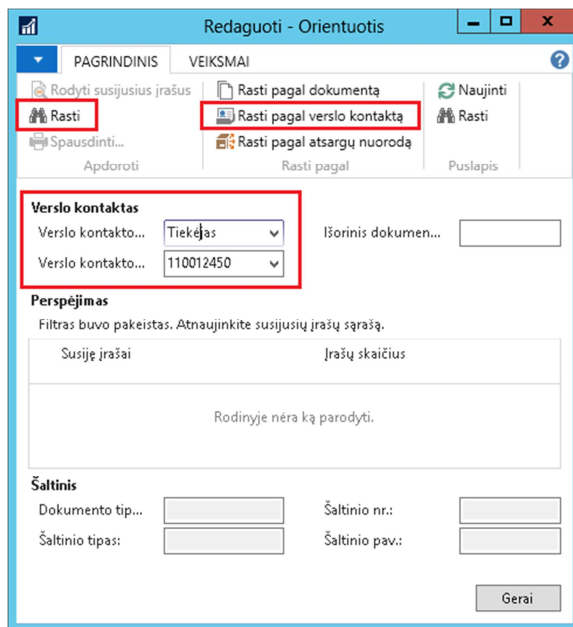 Redaguoti - Orientuotis
PAGRINDINIS VEIKSMAI
Rodyti susijusius įrašus
Rasti
Spausdinti...
Apdoroti
Rasti pagal dokumentą
Rasti pagal verslo kontaktą
Rasti pagal atsargų nuorodą
Rasti pagal
Naujinti
Rasti
Puslapis
Verslo kontaktas
Verslo kontakto... Tiekėjas Išorinis dokumen...
Verslo kontakto... 110012450
Perspėjimas
Filtras buvo pakeistas. Atnaujinkite susijusių įrašų sąrašą.
Susiję įrašai Įrašų skaičius
Rodinyje nėra ką parodyti.
Šaltinis
Dokumento tip... Šaltinio nr.:
Šaltinio tipas: Šaltinio pav.:
Gerai